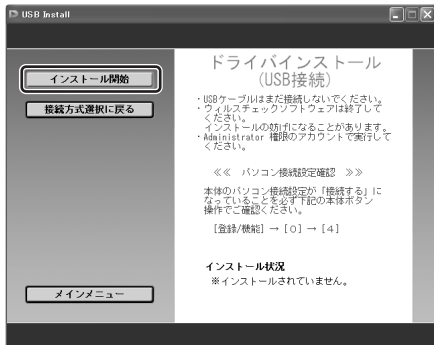 USB Install
インストール開始
接続方式選択に戻る
メインメニュー
ドライバインストール
(USB接続)
・USBケーブルはまだ接続しないでください。
・ウィルスチェックソフトウェアは終了して
ください。
インストールの妨げになることがあります。
・Administrator 権限のアカウントで実行して
ください。
≪≪ パソコン接続設定確認 ≫≫
本体のパソコン接続設定が「接続する」に
なっていることを必ず下記の本体ボタン
操作でご確認ください。
[登録/機能] → [0] → [4]
インストール状況
※インストールされていません。